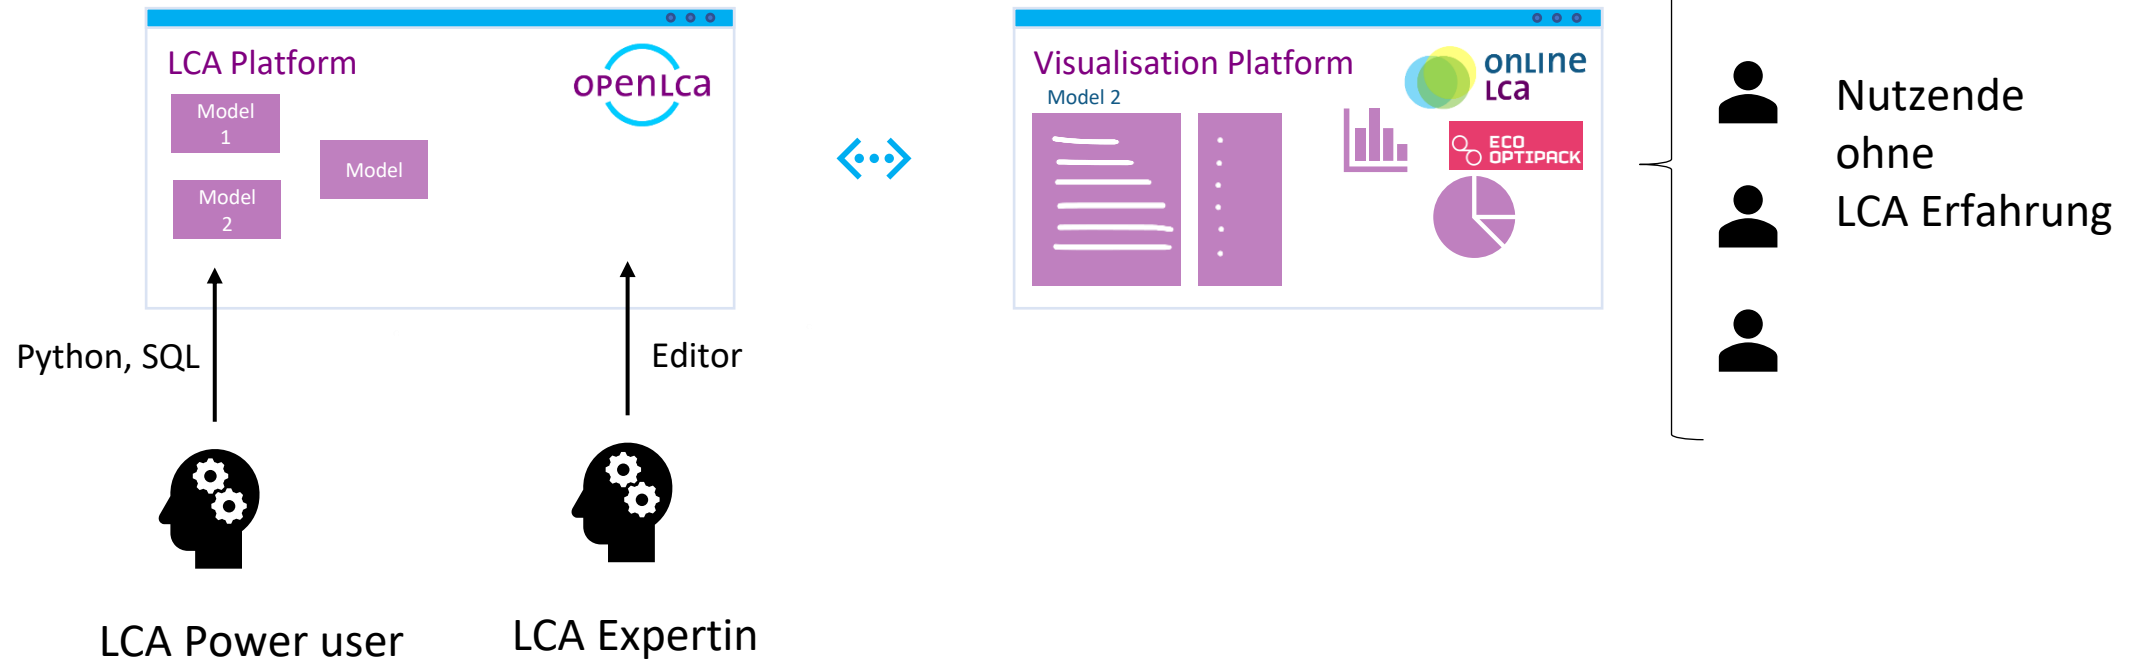 LCA Platform
openLca
Model
1
Model
Model
2
Python, SQL
Editor
LCA Power user
LCA Expertin
Visualisation Platform
Model 2
onLIne
Lca
ECO
OPTIPACK
Nutzende
ohne
LCA Erfahrung